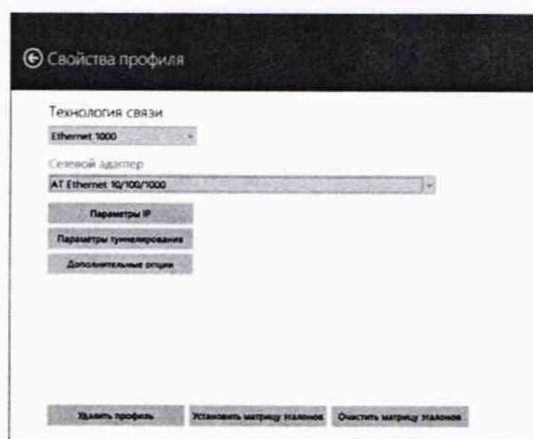 Свойства профиля
Технология связи
Ethernet 1000
Сетевой адаптер
AT Ethernet 10/100/1000
Параметры IP
Параметры туннелирования
Дополнительные опции
Удалить профиль Установить матрицу эталонов Очистить матрицу эталонов